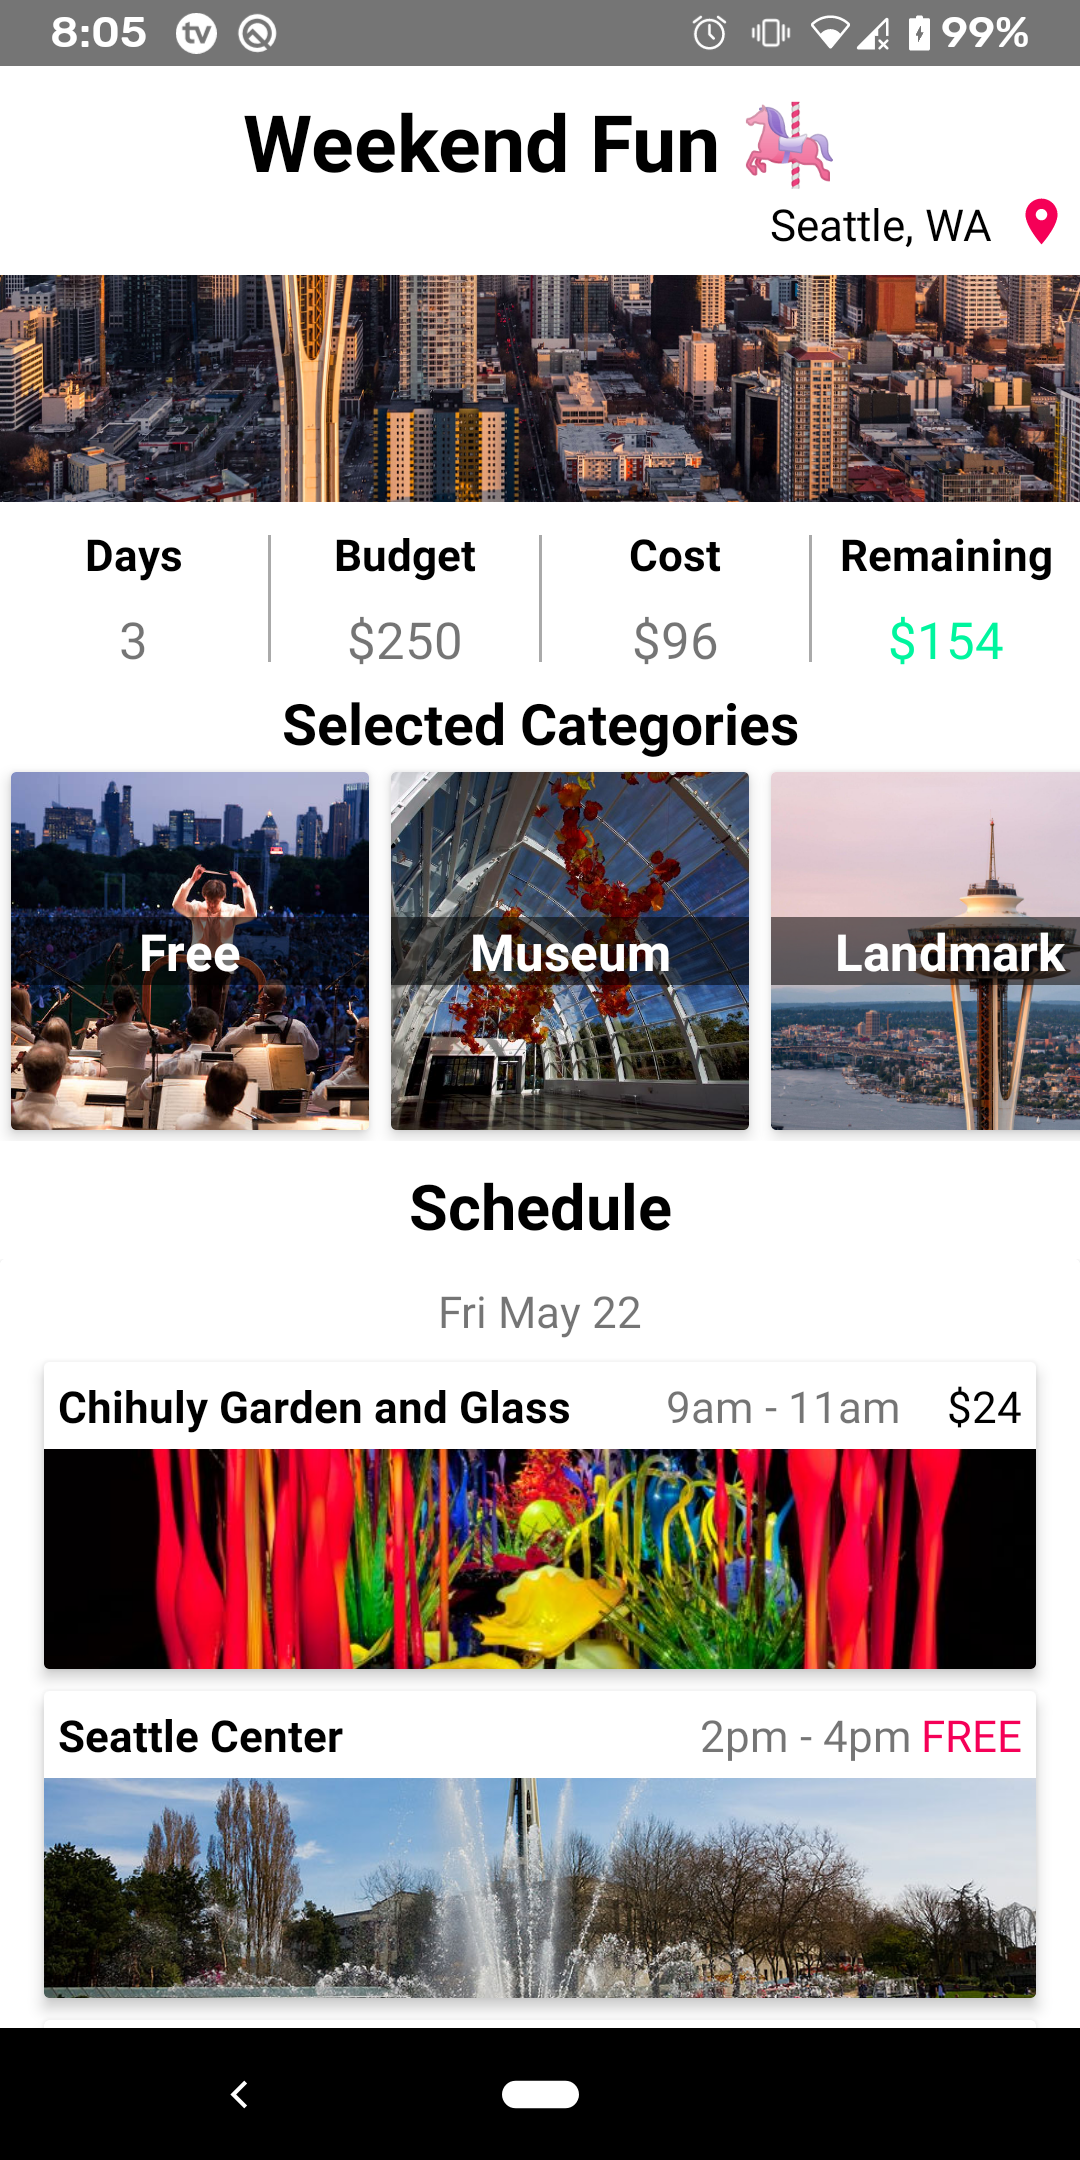 8:05 tv 99%
Weekend Fun 🎠
Seattle, WA
Days Budget Cost Remaining
3 $250 $96 $154
Selected Categories
Free Museum Landmark
Schedule
Fri May 22
Chihuly Garden and Glass 9am - 11am $24
Seattle Center 2pm - 4pm FREE